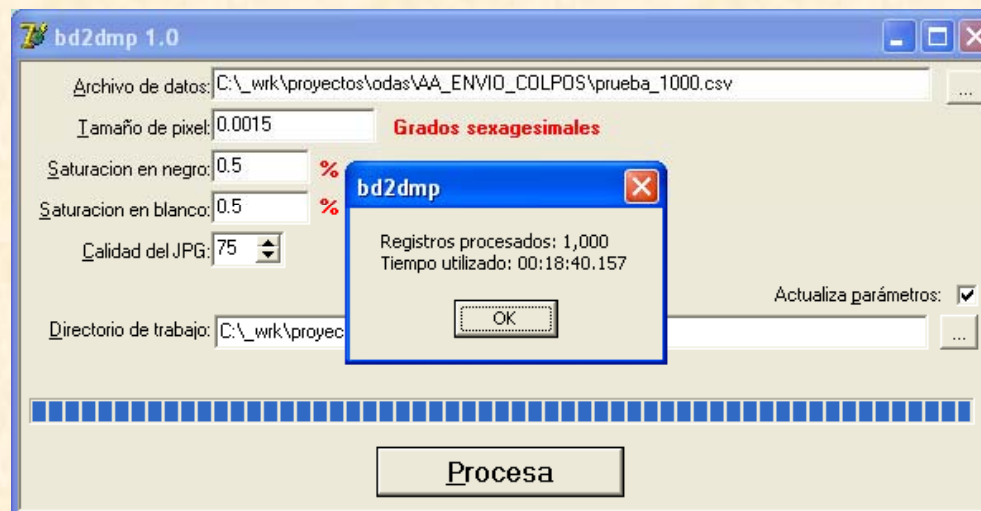 bd2dmp 1.0
Archivo de datos: C:\_wrk\proyectos\odas\AA_ENVIO_COLPOS\prueba_1000.csv ...
Tamaño de pixel: 0.0015 Grados sexagesimales
Saturacion en negro: 0.5 %
Saturacion en blanco: 0.5 %
Calidad del JPG: 75
bd2dmp
Registros procesados: 1,000
Tiempo utilizado: 00:18:40.157
OK
Actualiza parámetros:
Directorio de trabajo: C:\_wrk\proyec ...
Procesa